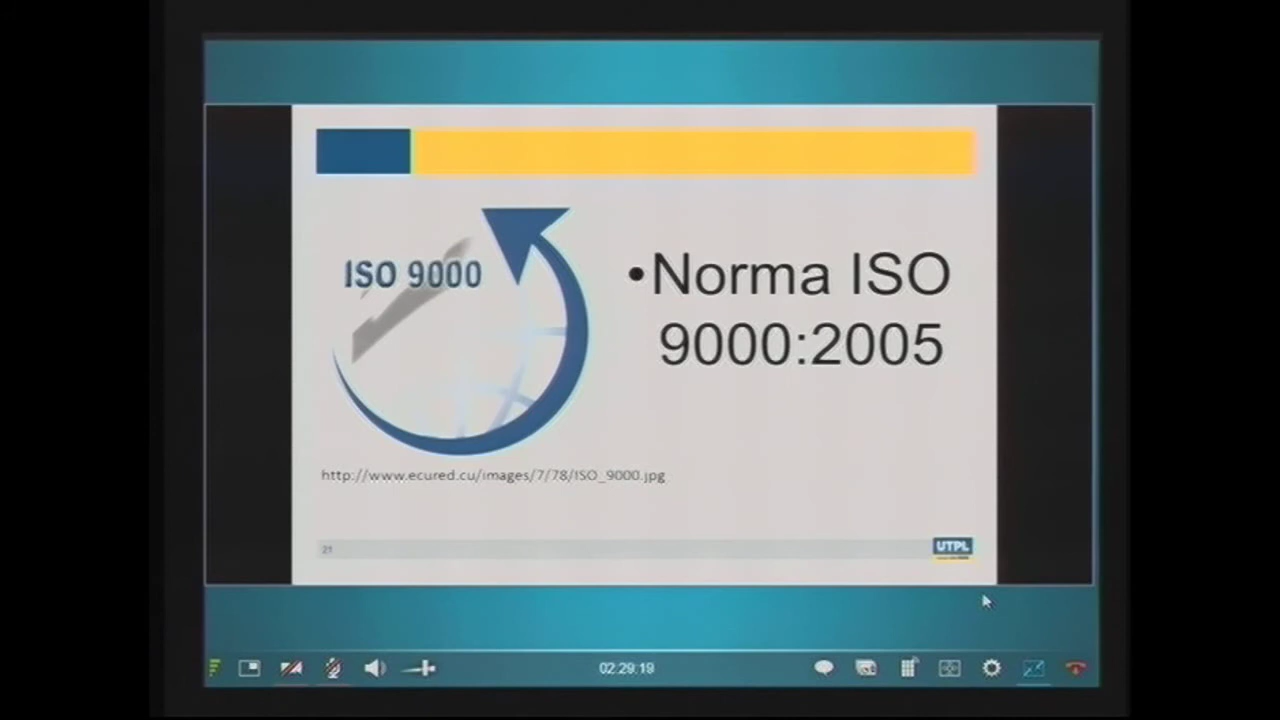 ISO 9000
•Norma ISO
9000:2005
http://www.ecured.cu/images/7/78/ISO_9000.jpg
21
UTPL
02:29:19